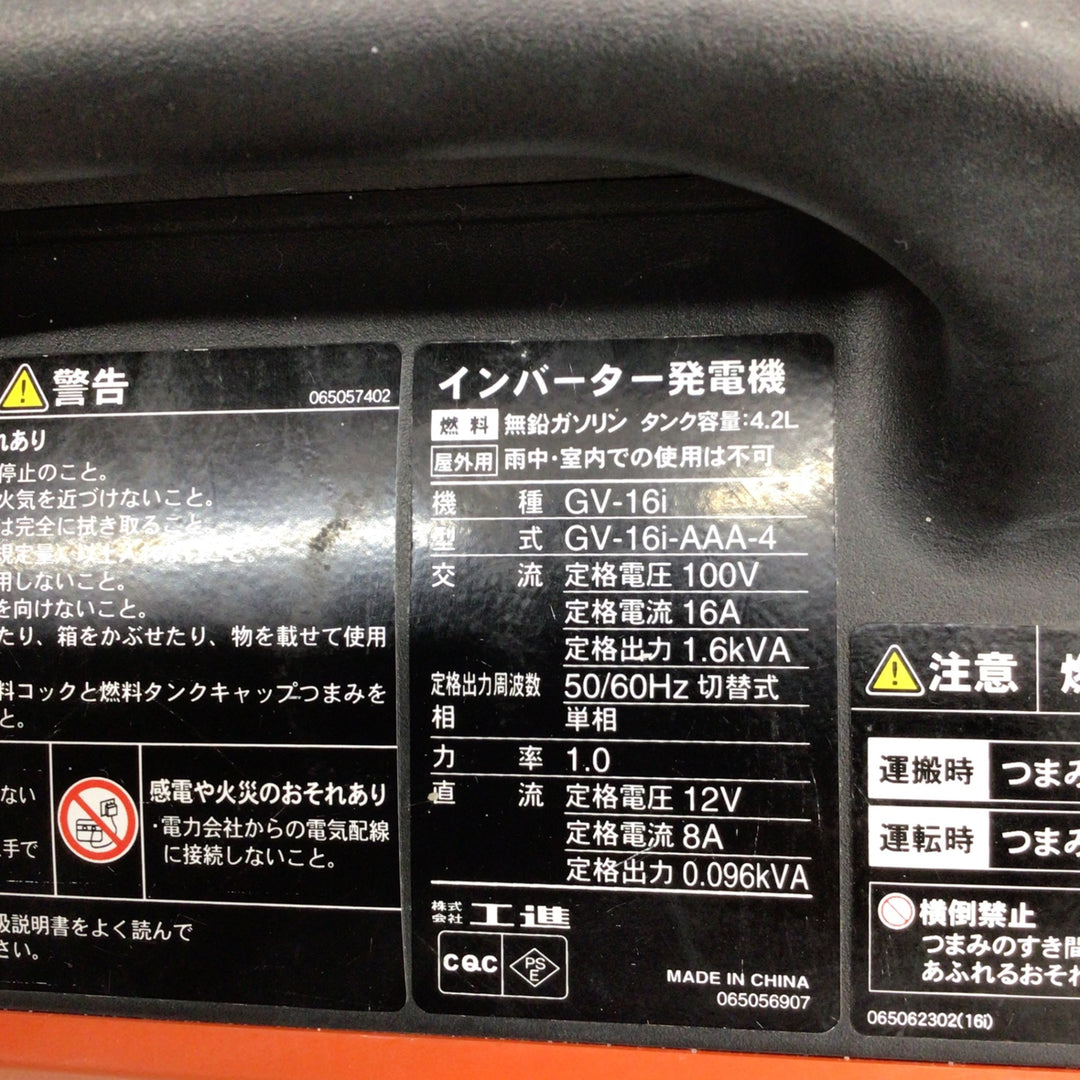 警告
065057402
れあり
停止のこと。
火気を近づけないこと。
は完全に拭き取ること。
用しないこと。
を向けないこと。
たり、箱をかぶせたり、物を載せて使用
料コックと燃料タンクキャップつまみを
と。
ない
手で
感電や火災のおそれあり
・電力会社からの電気配線
に接続しないこと。
扱説明書をよく読んで
さい。
インバーター発電機
燃料 無鉛ガソリン タンク容量:4.2L
屋外用 雨中・室内での使用は不可
機種 GV-16i
型式 GV-16i-AAA-4
交流 定格電圧 100V
定格電流 16A
定格出力 1.6kVA
定格出力周波数 50/60Hz 切替式
相 単相
力率 1.0
直流 定格電圧 12V
定格電流 8A
定格出力 0.096kVA
株式会社 工進
CQC PSE
MADE IN CHINA
065056907
注意
運搬時 つまみ
運転時 つまみ
横倒禁止
つまみのすき間
あふれるおそれ
065062302(16i)